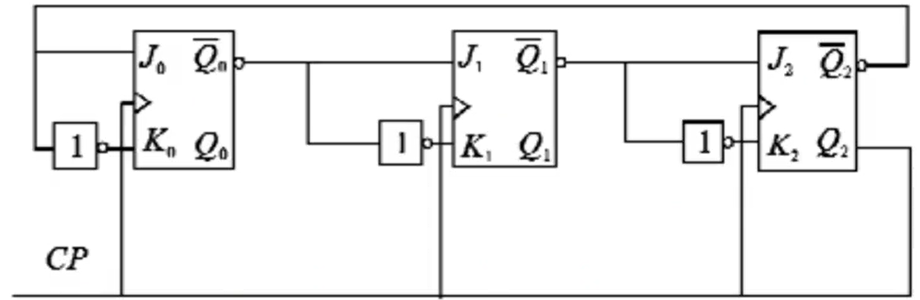 J₀ Q̅₀ J₁ Q̅₁ J₂ Q̅₂
1 K₀ Q₀ 1 K₁ Q₁ 1 K₂ Q₂
CP